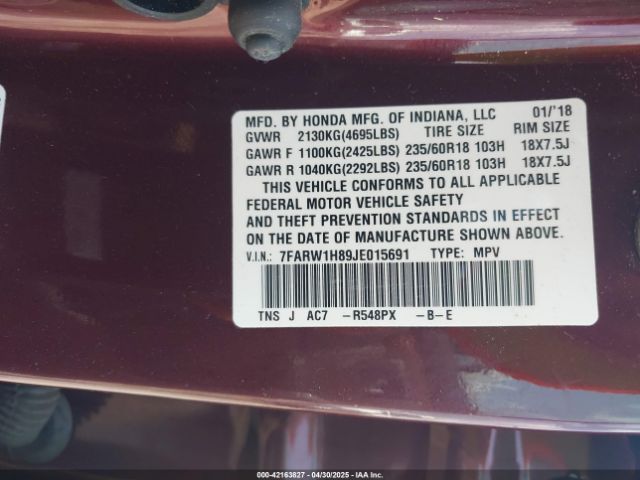 MFD. BY HONDA MFG. OF INDIANA, LLC 01/'18
GVWR 2130KG(4695LBS) TIRE SIZE RIM SIZE
GAWR F 1100KG(2425LBS) 235/60R18 103H 18X7.5J
GAWR R 1040KG(2292LBS) 235/60R18 103H 18X7.5J
THIS VEHICLE CONFORMS TO ALL APPLICABLE
FEDERAL MOTOR VEHICLE SAFETY
AND THEFT PREVENTION STANDARDS IN EFFECT
ON THE DATE OF MANUFACTURE SHOWN ABOVE.
V.I.N.: 7FARW1H89JE015691 TYPE: MPV
TNS J AC7 -R548PX -B-E
000-42163827 | 04/30/2025 - IAA Inc.